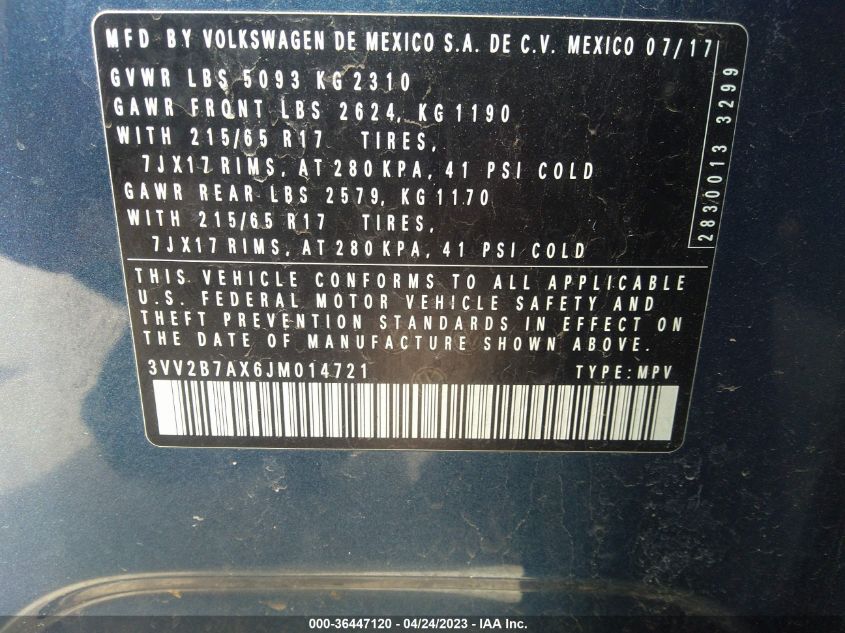 MFD BY VOLKSWAGEN DE MEXICO S.A. DE C.V. MEXICO 07/17
GVWR LBS 5093 KG 2310
GAWR FRONT LBS 2624, KG 1190
WITH 215/65 R17 TIRES,
7JX17 RIMS, AT 280 KPA, 41 PSI COLD
GAWR REAR LBS 2579, KG 1170
WITH 215/65 R17 TIRES,
7JX17 RIMS, AT 280 KPA, 41 PSI COLD
2830013 3299
THIS VEHICLE CONFORMS TO ALL APPLICABLE
U.S. FEDERAL MOTOR VEHICLE SAFETY AND
THEFT PREVENTION STANDARDS IN EFFECT ON
THE DATE OF MANUFACTURE SHOWN ABOVE.
3VV2B7AX6JM014721 TYPE: MPV
000-36447120 - 04/24/2023 - IAA Inc.